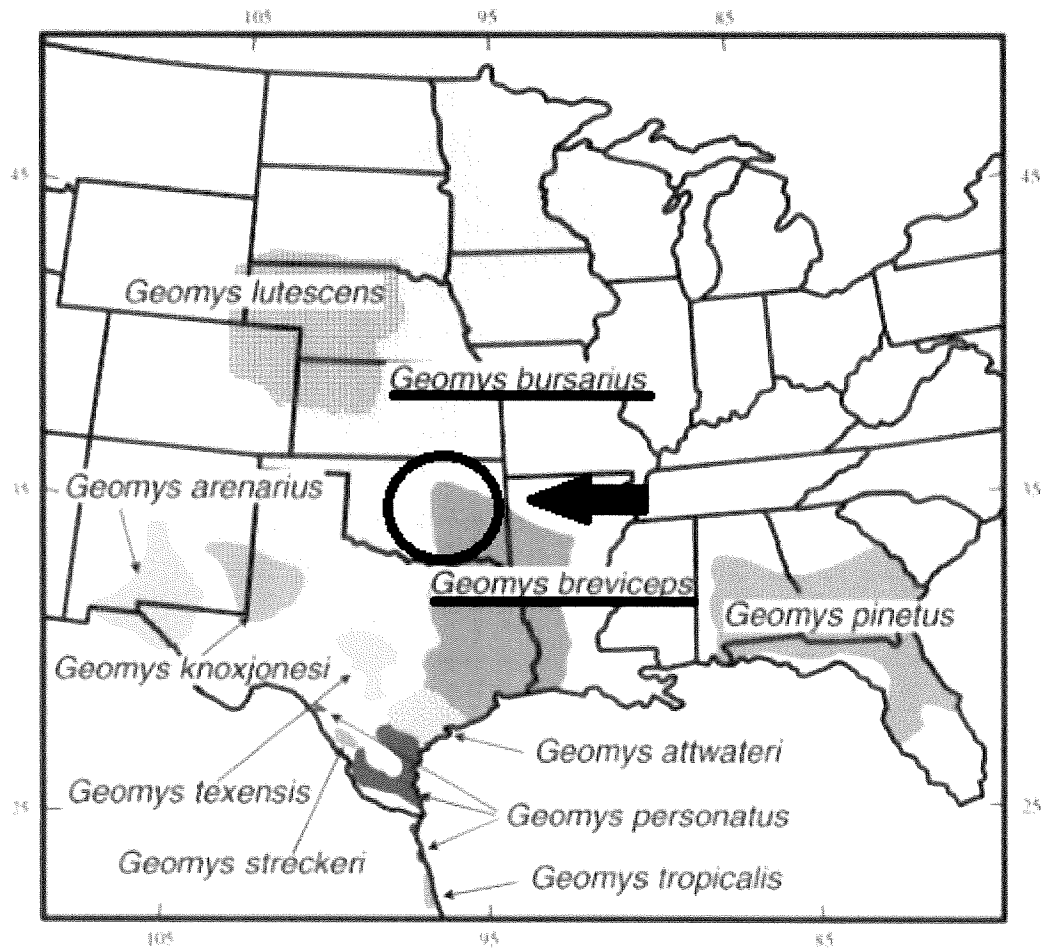 105 95 85
45 45
Geomys lutescens
Geomys bursarius
35 Geomys arenarius 35
Geomys breviceps
Geomys pinetus
Geomys knoxjonesi
Geomys attwateri
Geomys texensis
25 Geomys personatus 25
Geomys streckeri
Geomys tropicalis
105 95 85